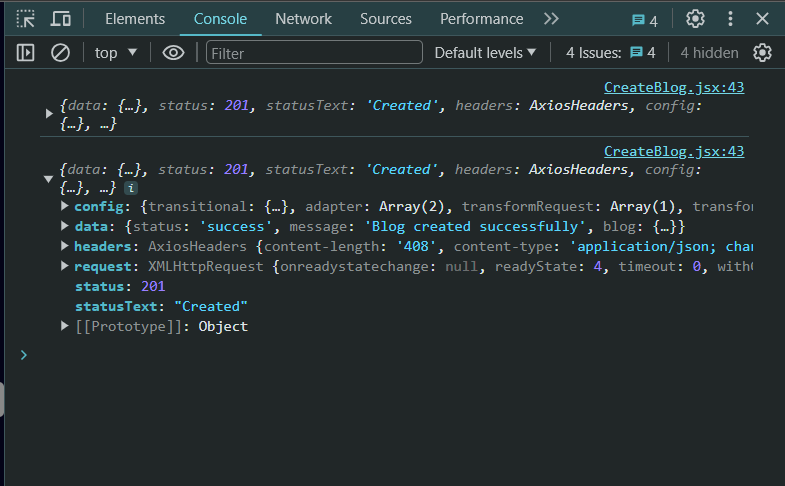 Elements Console Network Sources Performance 4
top Filter Default levels 4 Issues: 4 4 hidden
CreateBlog.jsx:43
{data: {…}, status: 201, statusText: 'Created', headers: AxiosHeaders, config:
{…}, …}
CreateBlog.jsx:43
{data: {…}, status: 201, statusText: 'Created', headers: AxiosHeaders, config:
{…}, …} i
config: {transitional: {…}, adapter: Array(2), transformRequest: Array(1), transfor
data: {status: 'success', message: 'Blog created successfully', blog: {…}}
headers: AxiosHeaders {content-length: '408', content-type: 'application/json; cha
request: XMLHttpRequest {onreadystatechange: null, readyState: 4, timeout: 0, with
status: 201
statusText: "Created"
[[Prototype]]: Object